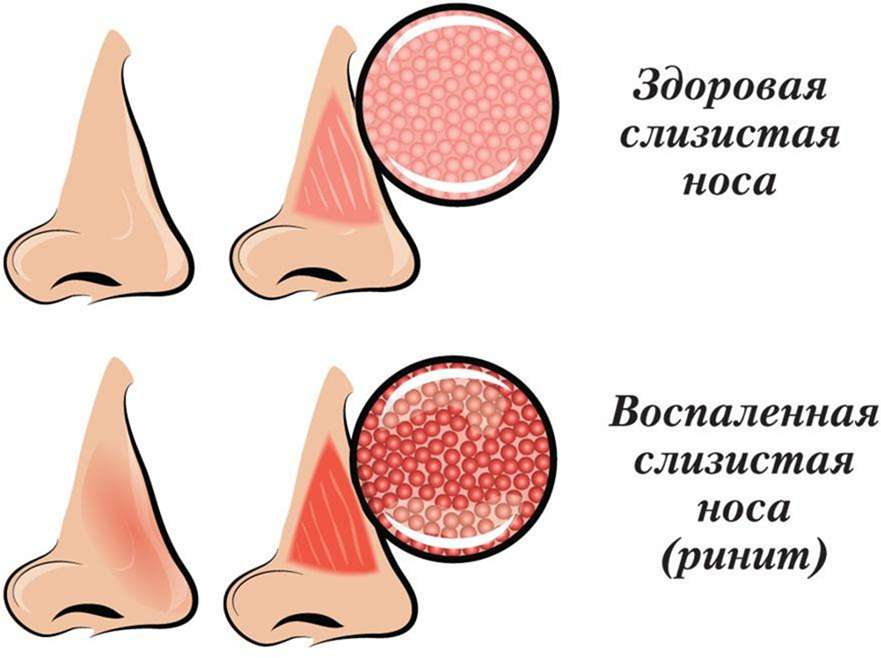 Здоровая
слизистая
носа
Воспаленная
слизистая
носа
(ринит)